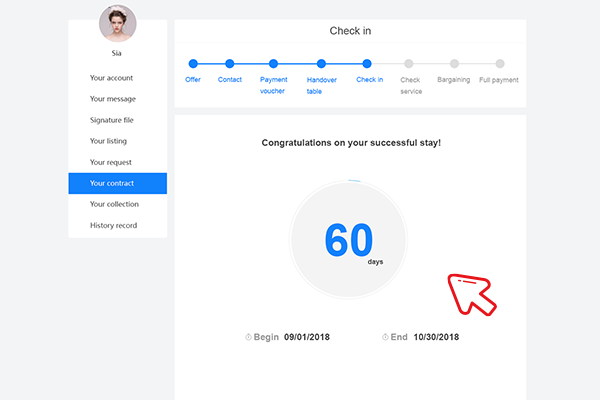 Sia
Your account
Your message
Signature file
Your listing
Your request
Your contract
Your collection
History record
Check in
Offer
Contact
Payment
voucher
Handover
table
Check in
Check
service
Bargaining
Full payment
Congratulations on your successful stay!
60
days
Begin 09/01/2018
End 10/30/2018